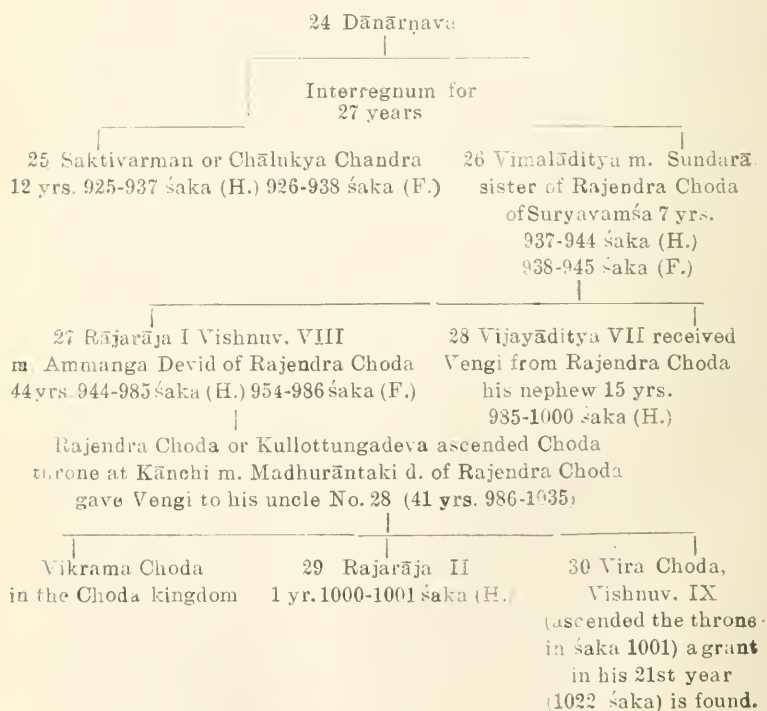 24 Dānārṇava
Interregnum for
27 years
25 Saktivarman or Chālukya Chandra
12 yrs. 925-937 śaka (H.) 926-938 śaka (F.)
26 Vimalāditya m. Sundarā
sister of Rajendra Choda
of Suryavamśa 7 yrs.
937-944 śaka (H.)
938-945 śaka (F.)
27 Rājarāja I Vishnuv. VIII
m Ammanga Devid of Rajendra Choda
44 yrs. 944-985 śaka (H.) 954-986 śaka (F.)
28 Vijayāditya VII received
Vengi from Rajendra Choda
his nephew 15 yrs.
985-1000 śaka (H.)
Rajendra Choda or Kullottungadeva ascended Choda
throne at Kānchi m. Madhurāntaki d. of Rajendra Choda
gave Vengi to his uncle No. 28 (41 yrs. 986-1035)
Vikrama Choda
in the Choda kingdom
29 Rajarāja II
1 yr. 1000-1001 śaka (H.
30 Vira Choda,
Vishnuv. IX
(ascended the throne
in śaka 1001) a grant
in his 21st year
(1022 śaka) is found.